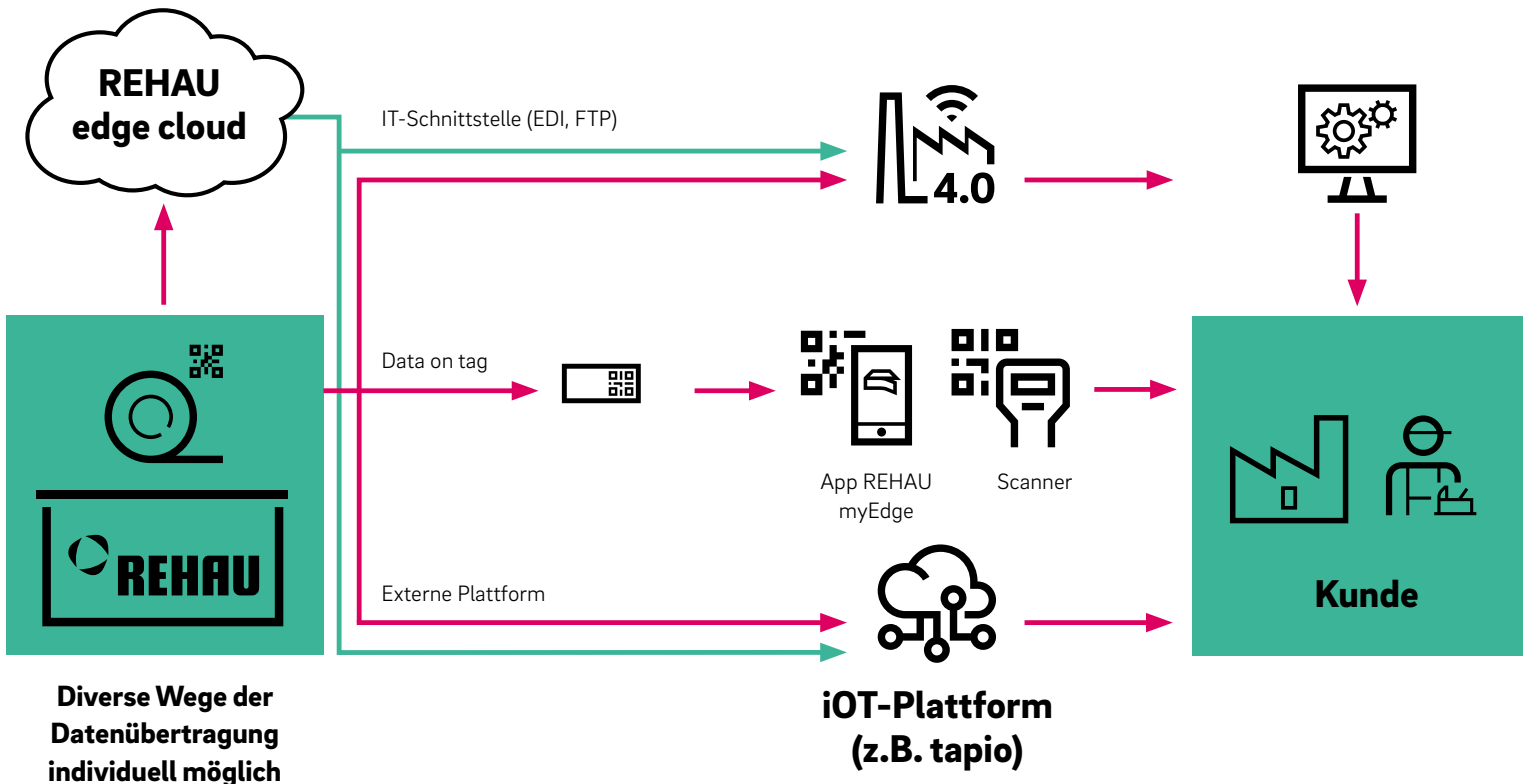 REHAU
edge cloud
IT-Schnittstelle (EDI, FTP)
4.0
Data on tag
App REHAU
myEdge
Scanner
REHAU
Externe Plattform
Kunde
Diverse Wege der
Datenübertragung
individuell möglich
iOT-Plattform
(z.B. tapio)